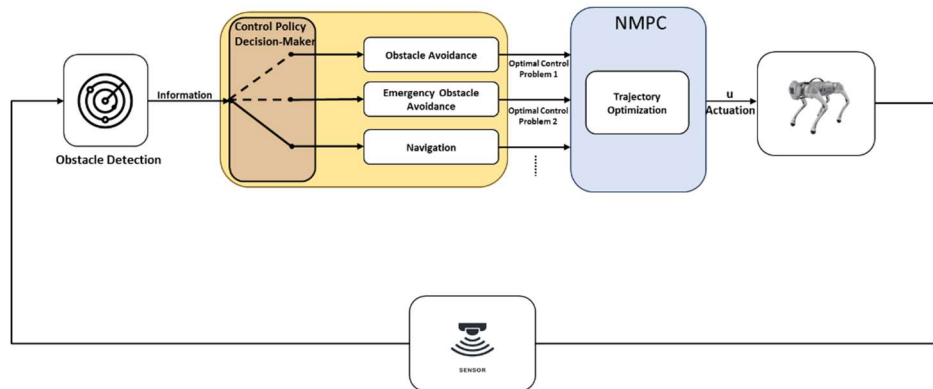 Control Policy
Decision-Maker
NMPC
Obstacle Avoidance
Optimal Control
Problem 1
Information
Emergency Obstacle
Avoidance
Optimal Control
Problem 2
Trajectory
Optimization
u
Actuation
Navigation
Obstacle Detection
SENSOR